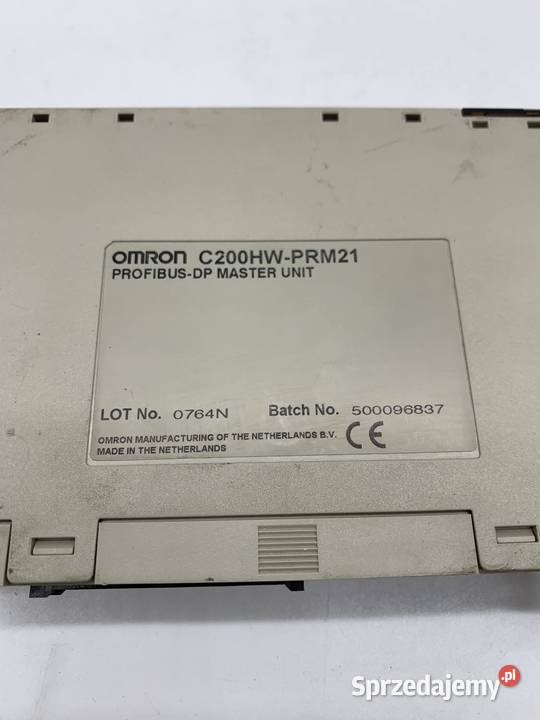 OMRON C200HW-PRM21
PROFIBUS-DP MASTER UNIT
LOT No. 0764N Batch No. 500096837
OMRON MANUFACTURING OF THE NETHERLANDS B.V. CE
MADE IN THE NETHERLANDS
Sprzedajemy.pl